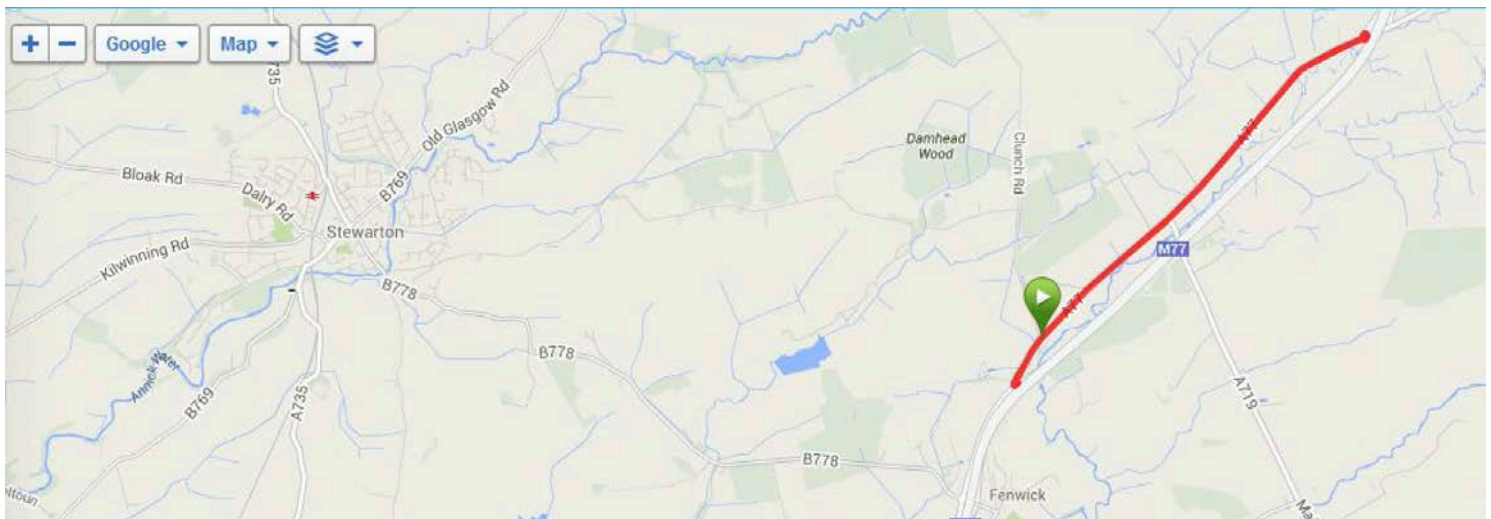 + − Google Map
735
Old Glasgow Rd
Bloak Rd
Dalry Rd
B769
Stewarton
Kilwinning Rd
B778
Annick Water
B769
A735
B778
B778
Damhead
Wood
Clunch Rd
A77
M77
A77
A719
Fenwick